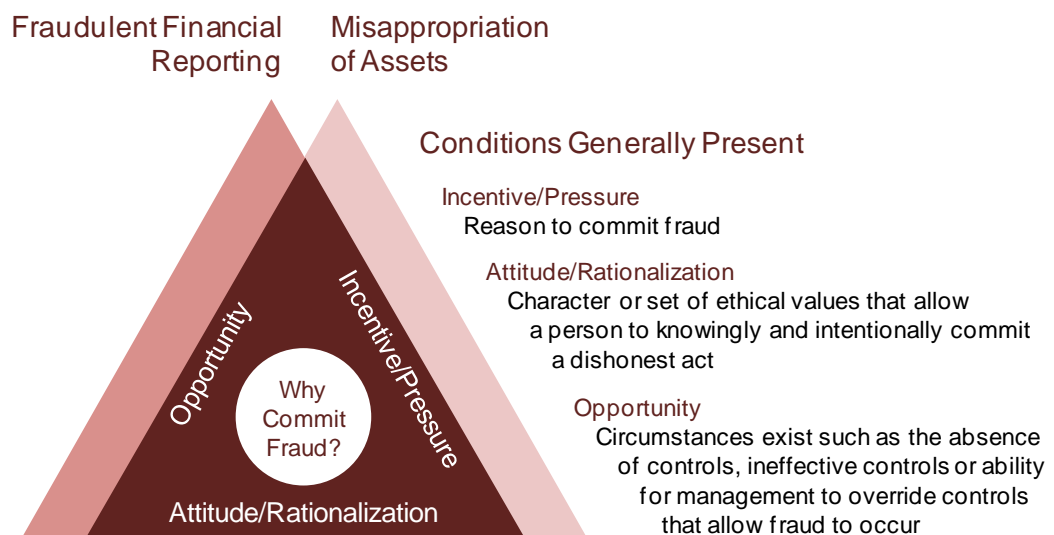 Fraudulent Financial
Reporting
Misappropriation
of Assets
Conditions Generally Present
Incentive/Pressure
Reason to commit fraud
Attitude/Rationalization
Character or set of ethical values that allow
a person to knowingly and intentionally commit
a dishonest act
Opportunity
Circumstances exist such as the absence
of controls, ineffective controls or ability
for management to override controls
that allow fraud to occur
Opportunity
Incentive/Pressure
Why
Commit
Fraud?
Attitude/Rationalization